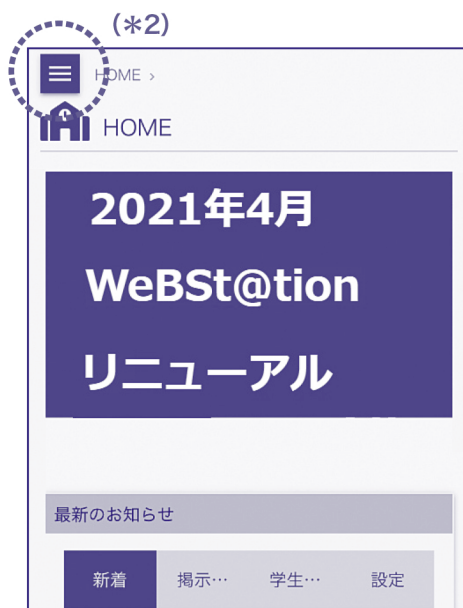 (*2)
HOME >
HOME
2021年4月
WeBSt@tion
リニューアル
最新のお知らせ
新着 掲示… 学生… 設定